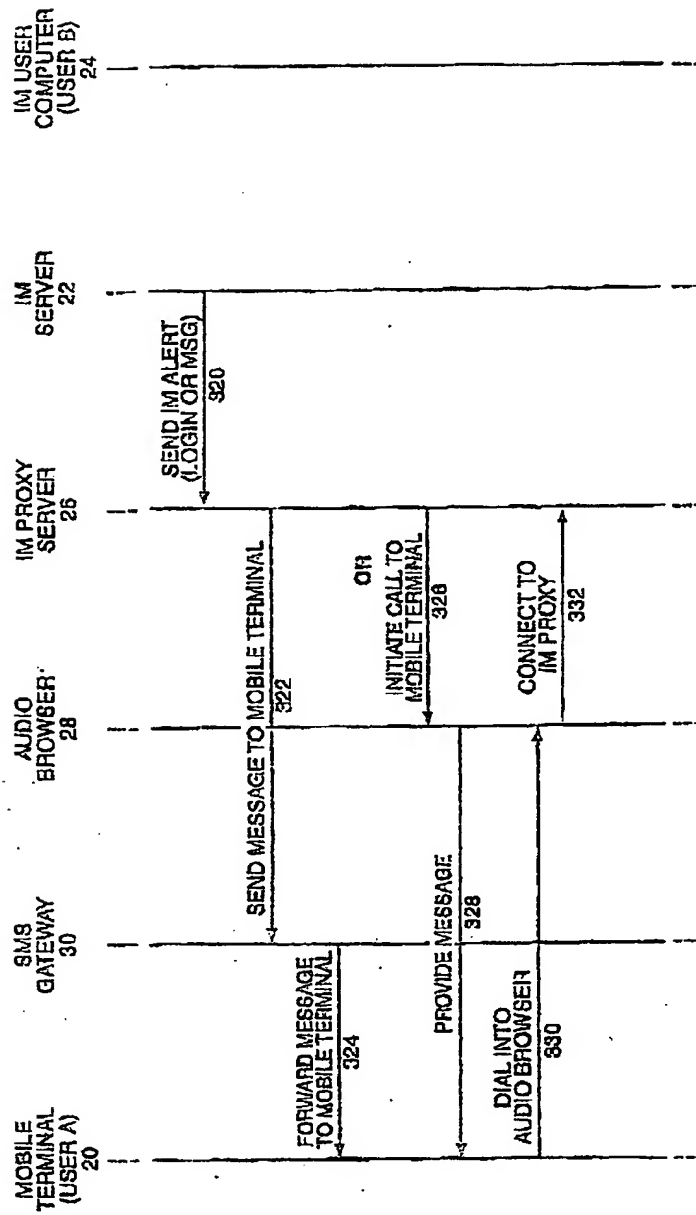 MOBILE
TERMINAL
(USER A)
20
SMS
GATEWAY
30
AUDIO
BROWSER
28
IM PROXY
SERVER
26
IM
SERVER
22
IM USER
COMPUTER
(USER B)
24
SEND IM ALERT
(LOGIN OR MSG)
320
SEND MESSAGE TO MOBILE TERMINAL
322
FORWARD MESSAGE
TO MOBILE TERMINAL
324
OR
INITIATE CALL TO
MOBILE TERMINAL
326
PROVIDE MESSAGE
328
DIAL INTO
AUDIO BROWSER
330
CONNECT TO
IM PROXY
332